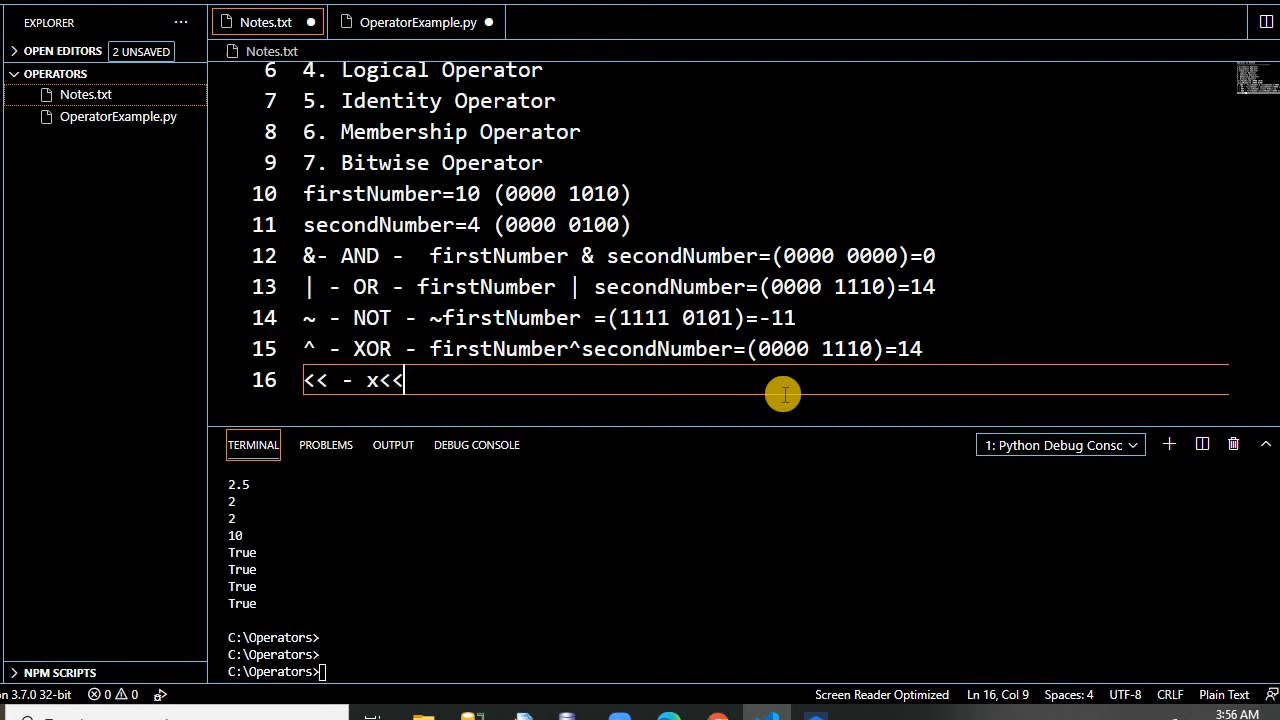 EXPLORER
Notes.txt
OperatorExample.py
OPEN EDITORS 2 UNSAVED
Notes.txt
OPERATORS
Notes.txt
OperatorExample.py
6 4. Logical Operator
7 5. Identity Operator
8 6. Membership Operator
9 7. Bitwise Operator
10 firstNumber=10 (0000 1010)
11 secondNumber=4 (0000 0100)
12 &- AND -  firstNumber & secondNumber=(0000 0000)=0
13 | - OR - firstNumber | secondNumber=(0000 1110)=14
14 ~ - NOT - ~firstNumber =(1111 0101)=-11
15 ^ - XOR - firstNumber^secondNumber=(0000 1110)=14
16 << - x<<
TERMINAL PROBLEMS OUTPUT DEBUG CONSOLE 1: Python Debug Consc
2.5
2
2
10
True
True
True
True
C:\Operators>
C:\Operators>
C:\Operators>
NPM SCRIPTS
on 3.7.0 32-bit 0 0 Screen Reader Optimized Ln 16, Col 9 Spaces: 4 UTF-8 CRLF Plain Text
3:56 AM